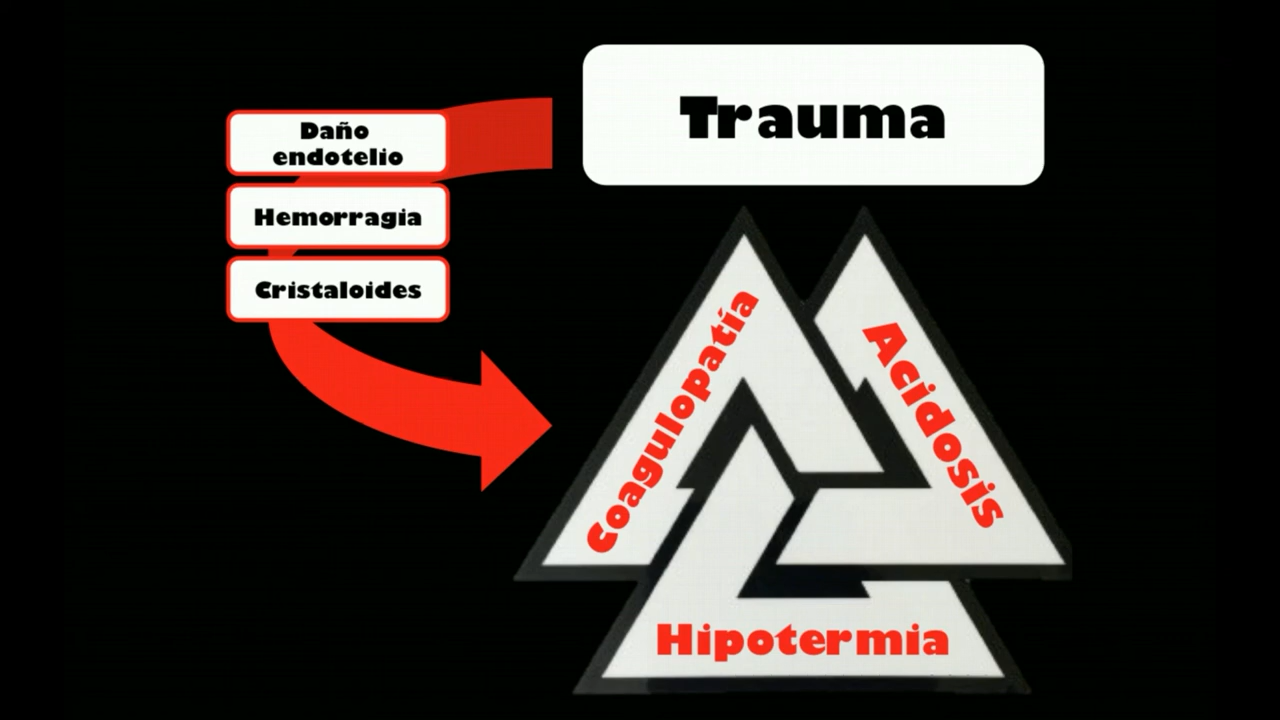 Trauma
Daño
endotelio
Hemorragia
Cristaloides
Coagulopatía
Acidosis
Hipotermia